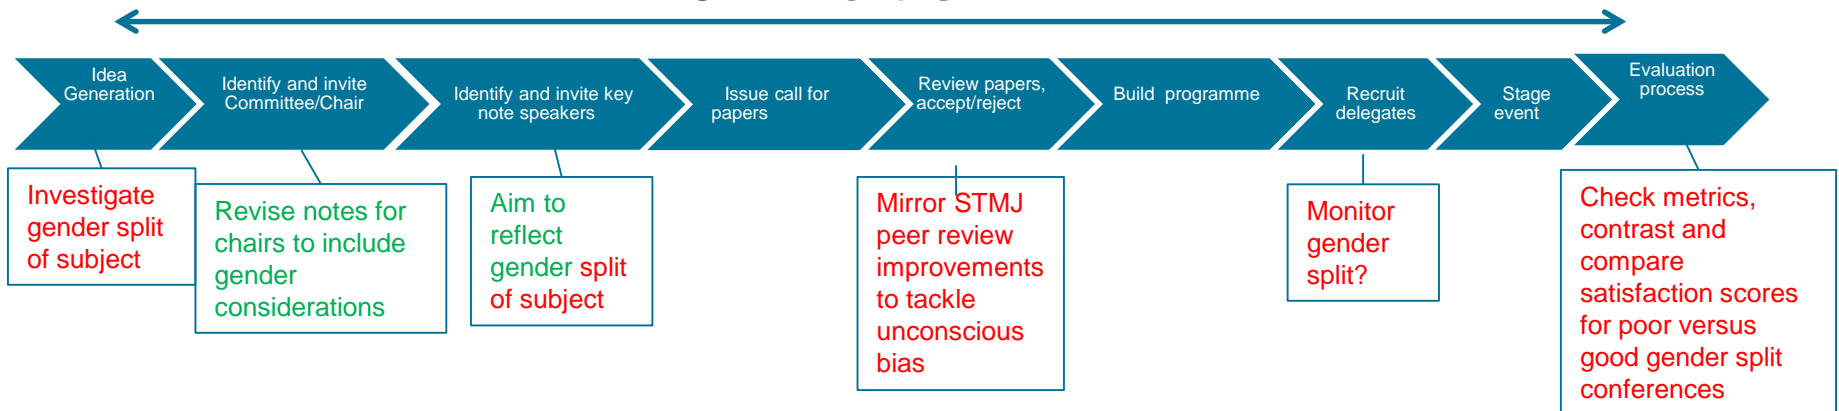 Idea
Generation
Identify and invite
Committee/Chair
Identify and invite key
note speakers
Issue call for
papers
Review papers,
accept/reject
Build programme
Recruit
delegates
Stage
event
Evaluation
process
Investigate
gender split
of subject
Revise notes for
chairs to include
gender
considerations
Aim to
reflect
gender split
of subject
Mirror STMJ
peer review
improvements
to tackle
unconscious
bias
Monitor
gender
split?
Check metrics,
contrast and
compare
satisfaction scores
for poor versus
good gender split
conferences